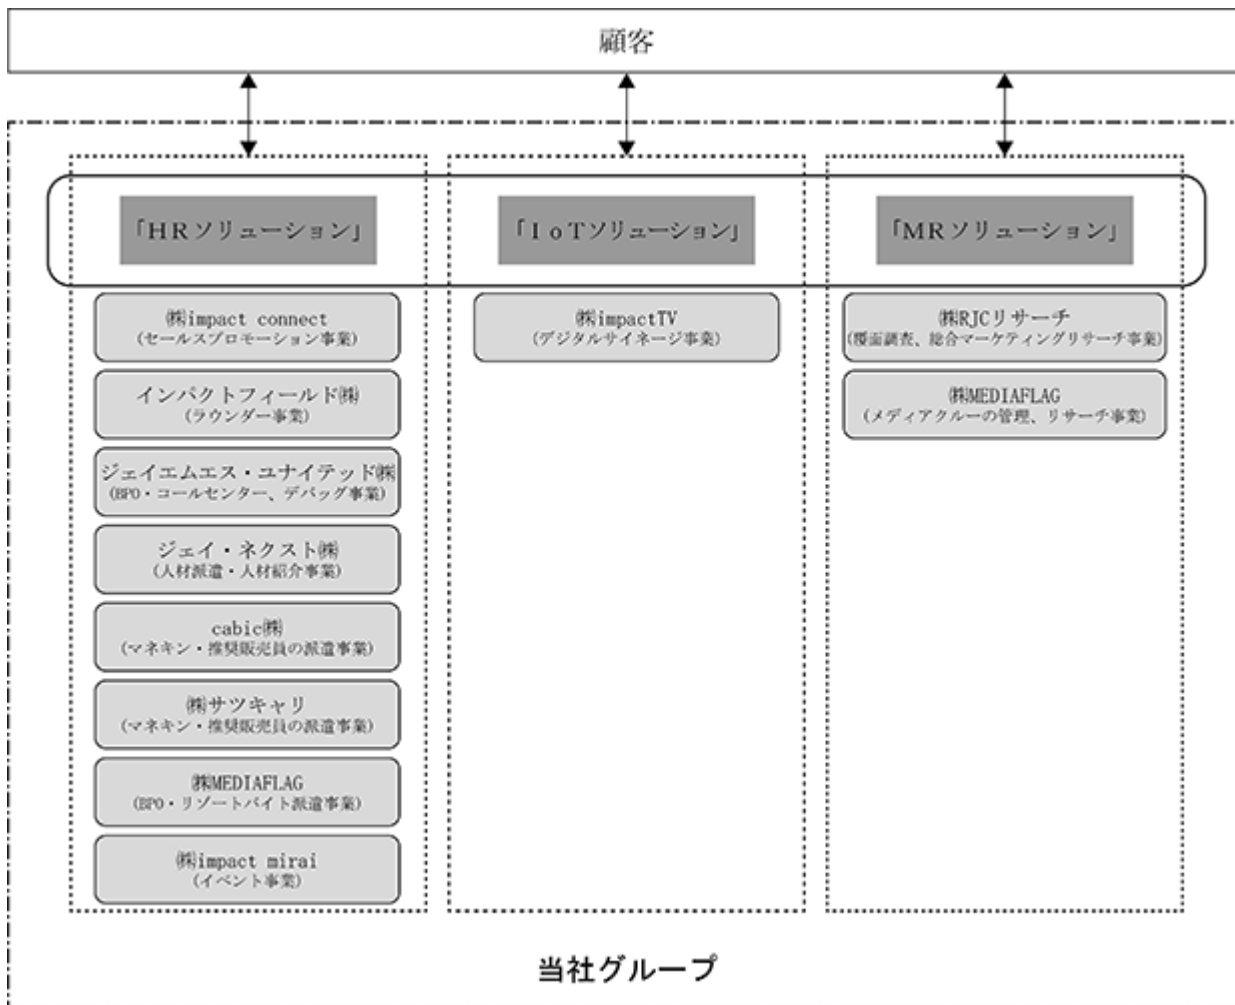 顧客
「HRソリューション」
㈱impact connect
(セールスプロモーション事業)
インパクトフィールド㈱
(ラウンダー事業)
ジェイエムエス・ユナイテッド㈱
(BPO・コールセンター、デバッグ事業)
ジェイ・ネクスト㈱
(人材派遣・人材紹介事業)
cabic㈱
(マネキン・推奨販売員の派遣事業)
㈱サツキャリ
(マネキン・推奨販売員の派遣事業)
㈱MEDIAFLAG
(BPO・リゾートバイト派遣事業)
㈱impact mirai
(イベント事業)
「IoTソリューション」
㈱impactTV
(デジタルサイネージ事業)
「MRソリューション」
㈱RJCリサーチ
(覆面調査、総合マーケティングリサーチ事業)
㈱MEDIAFLAG
(メディアクルーの管理、リサーチ事業)
当社グループ